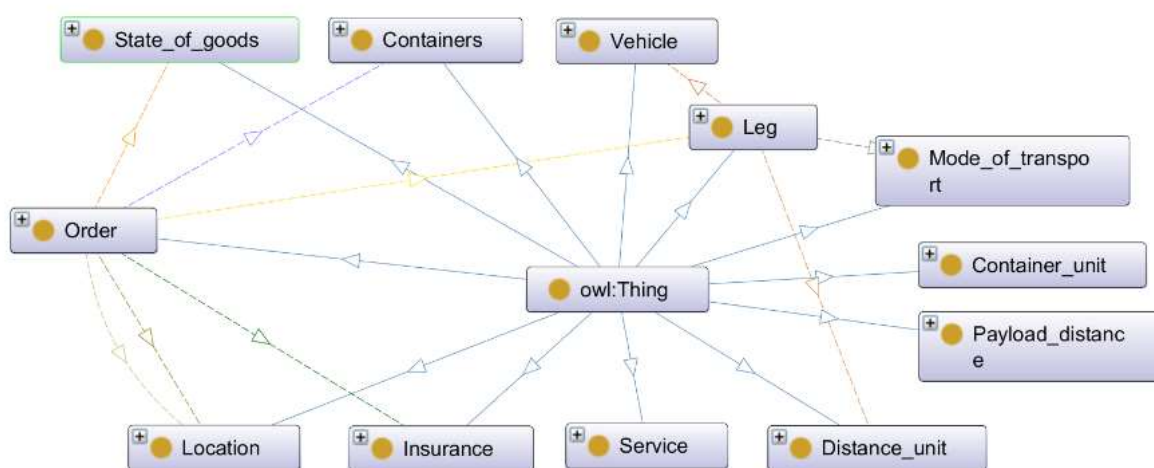 State_of_goods
Containers
Vehicle
Leg
Mode_of_transpo
rt
Order
Container_unit
owl:Thing
Payload_distanc
e
Location
Insurance
Service
Distance_unit